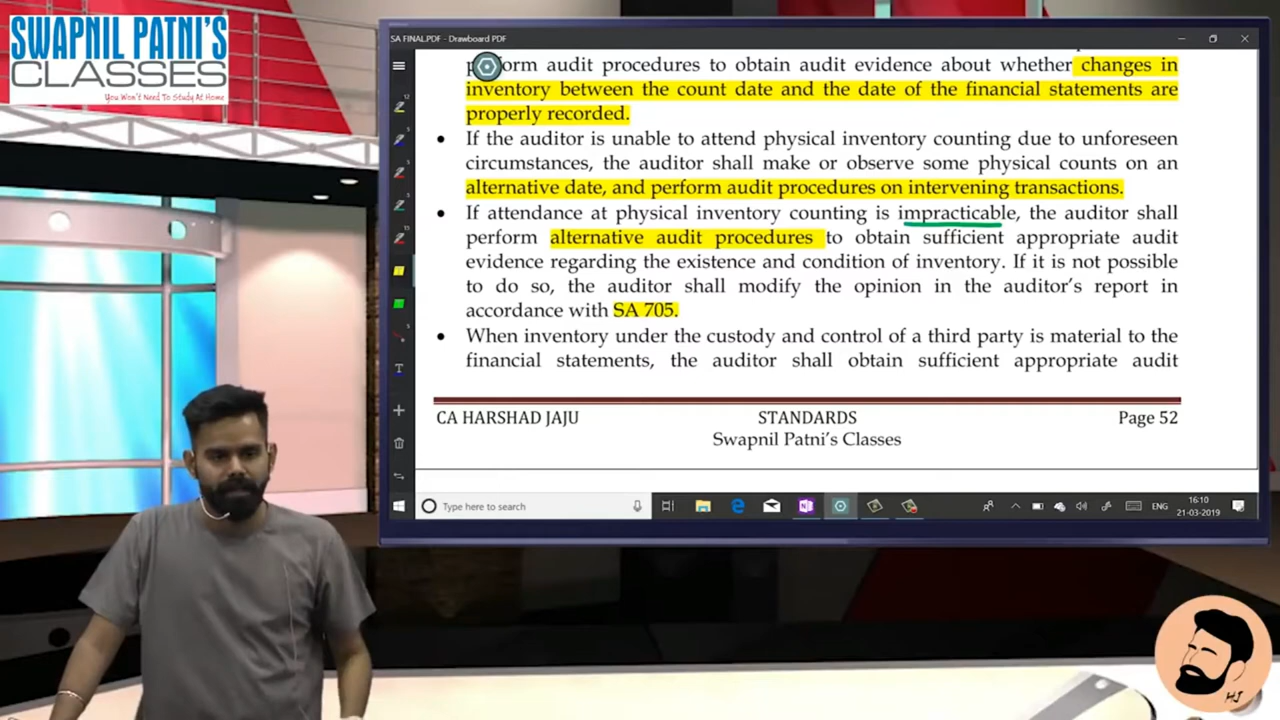 SWAPNIL PATNI'S
CLASSES
You Won't Need To Study At Home
SA FINAL.PDF - Drawboard PDF
form audit procedures to obtain audit evidence about whether changes in
inventory between the count date and the date of the financial statements are
properly recorded.
• If the auditor is unable to attend physical inventory counting due to unforeseen
circumstances, the auditor shall make or observe some physical counts on an
alternative date, and perform audit procedures on intervening transactions.
• If attendance at physical inventory counting is impracticable, the auditor shall
perform alternative audit procedures to obtain sufficient appropriate audit
evidence regarding the existence and condition of inventory. If it is not possible
to do so, the auditor shall modify the opinion in the auditor's report in
accordance with SA 705.
• When inventory under the custody and control of a third party is material to the
financial statements, the auditor shall obtain sufficient appropriate audit
CA HARSHAD JAJU STANDARDS Page 52
Swapnil Patni's Classes
Type here to search
ENG
16:10
21-03-2019
HJ